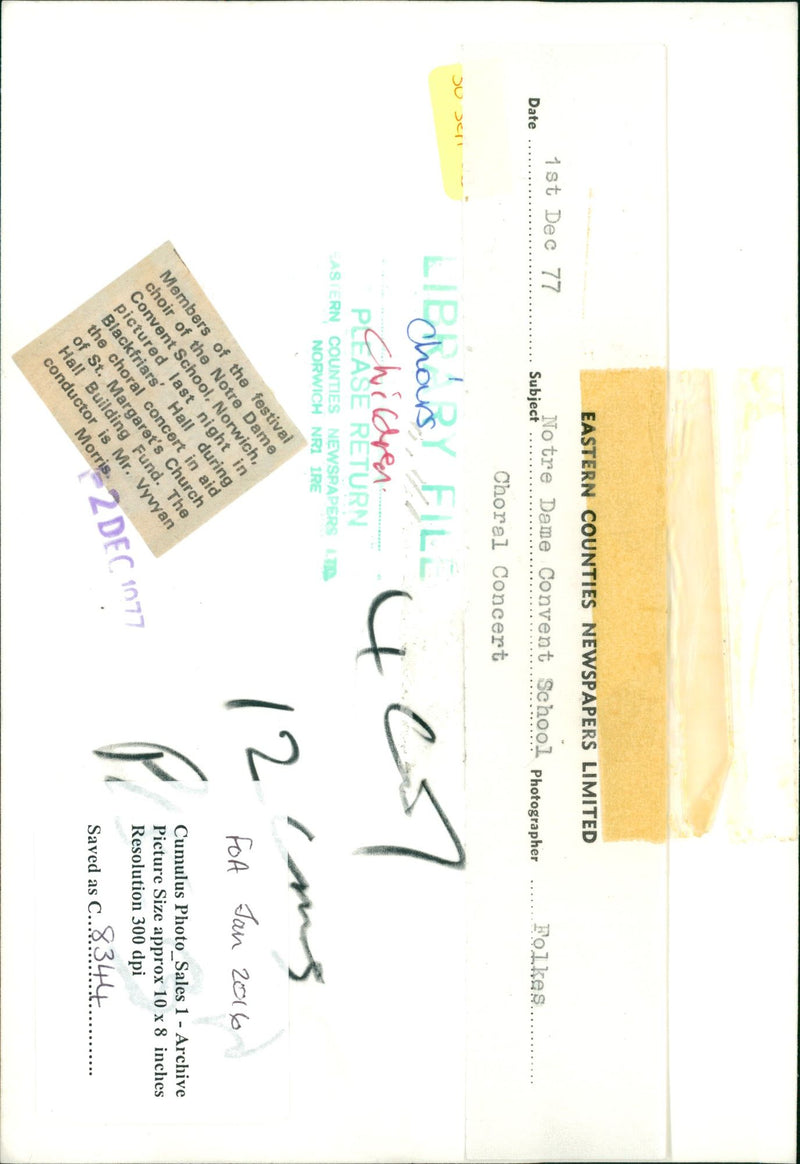 EASTERN COUNTIES NEWSPAPERS LIMITED
Date 1st Dec 77 Subject Notre Dame Convent School Photographer Folkes
Choral Concert
LIBRARY FILE
Choirs
Children.
PLEASE RETURN
EASTERN COUNTIES NEWSPAPERS LTD
NORWICH NR1 1RE
Members of the festival
choir of the Notre Dame
Convent School, Norwich,
pictured last night in
Blackfriars' Hall during
the choral concert in aid
of St. Margaret's Church
Hall Building Fund. The
conductor is Mr. Vyvyan
Morris.
2 DEC 1977
4
12
FOA Jan 2016
Cumulus Photo_Sales 1 - Archive
Picture Size approx 10 x 8 inches
Resolution 300 dpi
Saved as C...8344...